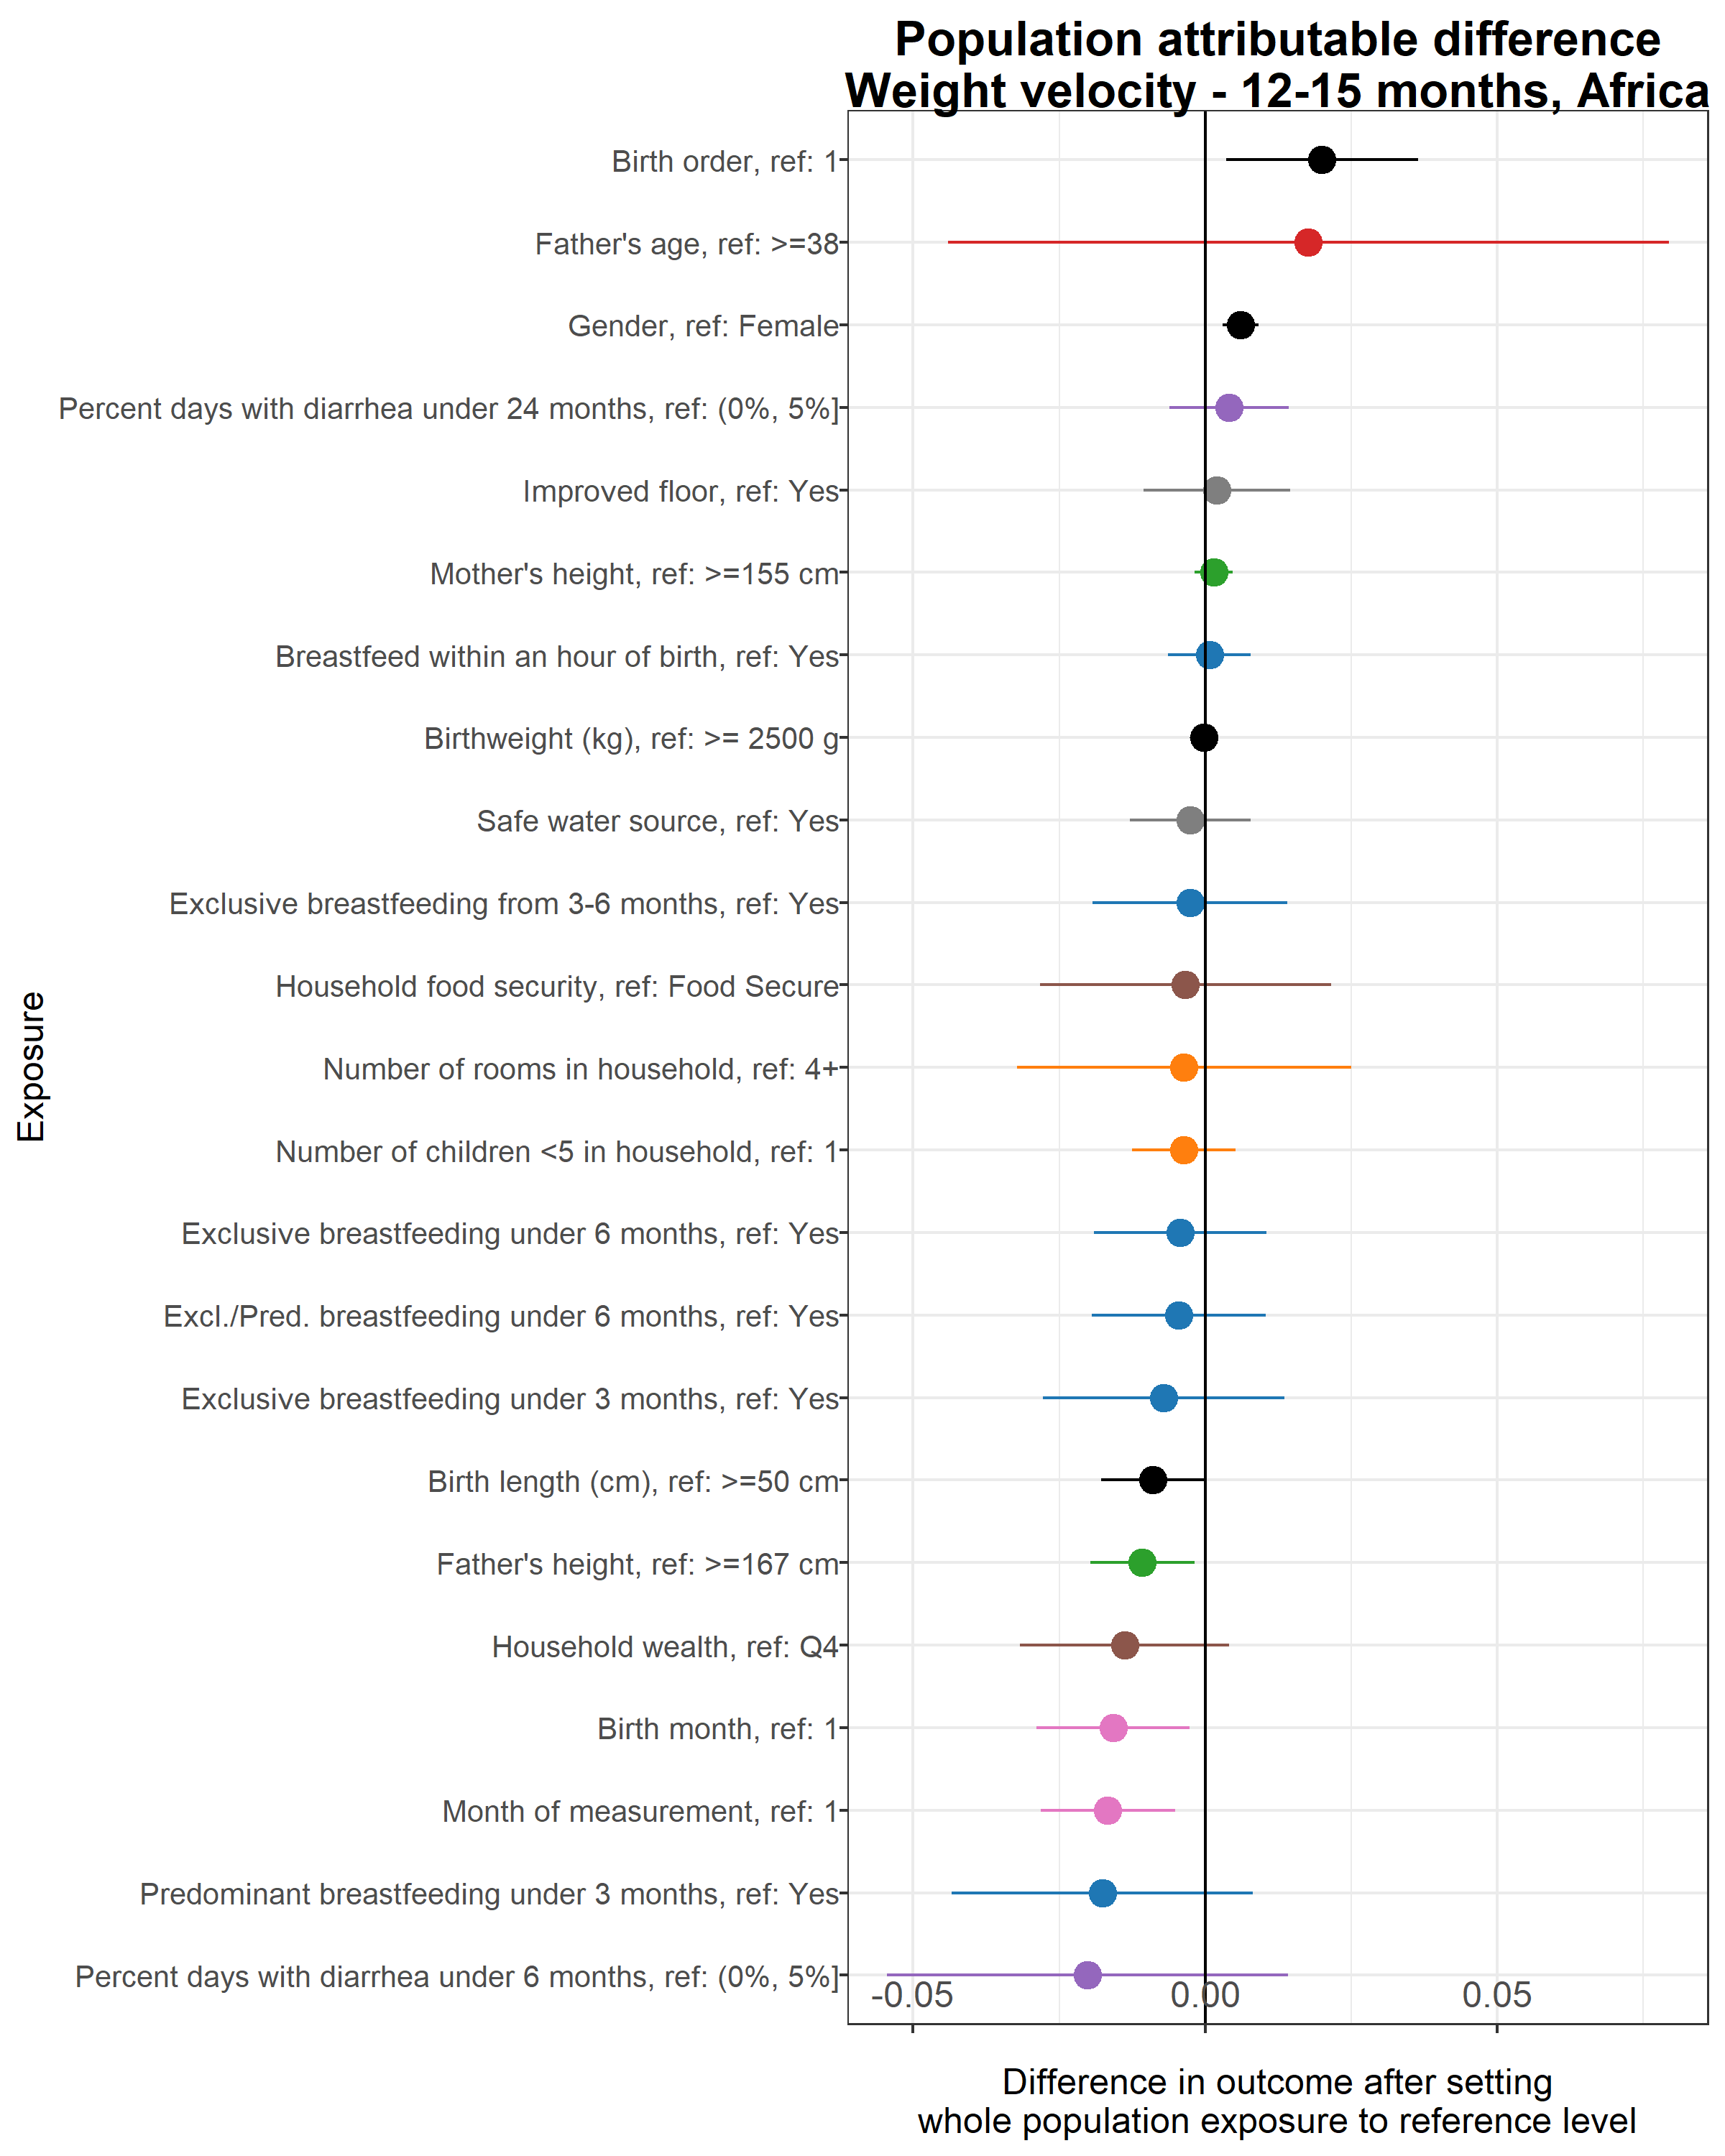 Population attributable difference
Weight velocity - 12-15 months, Africa
Birth order, ref: 1
Father's age, ref: >=38
Gender, ref: Female
Percent days with diarrhea under 24 months, ref: (0%, 5%]
Improved floor, ref: Yes
Mother's height, ref: >=155 cm
Breastfeed within an hour of birth, ref: Yes
Birthweight (kg), ref: >= 2500 g
Safe water source, ref: Yes
Exclusive breastfeeding from 3-6 months, ref: Yes
Household food security, ref: Food Secure
Number of rooms in household, ref: 4+
Number of children <5 in household, ref: 1
Exclusive breastfeeding under 6 months, ref: Yes
Excl./Pred. breastfeeding under 6 months, ref: Yes
Exclusive breastfeeding under 3 months, ref: Yes
Birth length (cm), ref: >=50 cm
Father's height, ref: >=167 cm
Household wealth, ref: Q4
Birth month, ref: 1
Month of measurement, ref: 1
Predominant breastfeeding under 3 months, ref: Yes
Percent days with diarrhea under 6 months, ref: (0%, 5%]
Exposure
-0.05 0.00 0.05
Difference in outcome after setting
whole population exposure to reference level